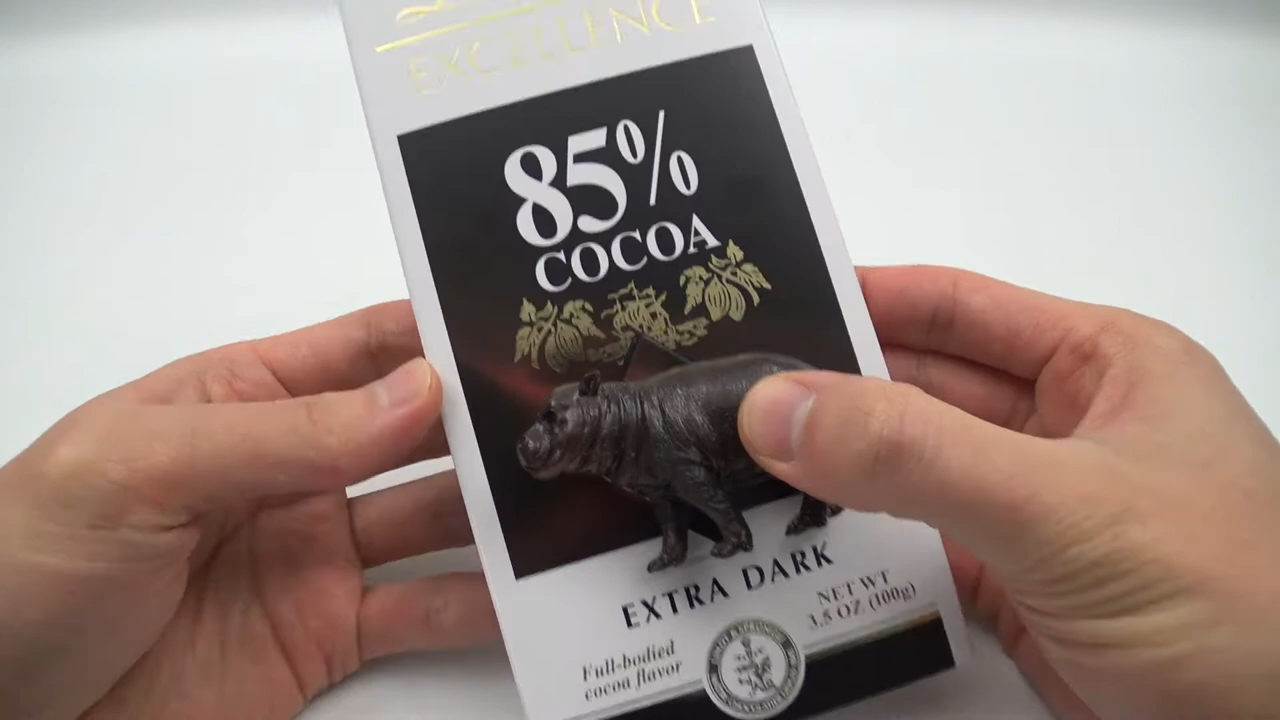 EXCELLENCE
85%
COCOA
EXTRA DARK
NET WT
3.5 OZ (100g)
Full-bodied
cocoa flavor